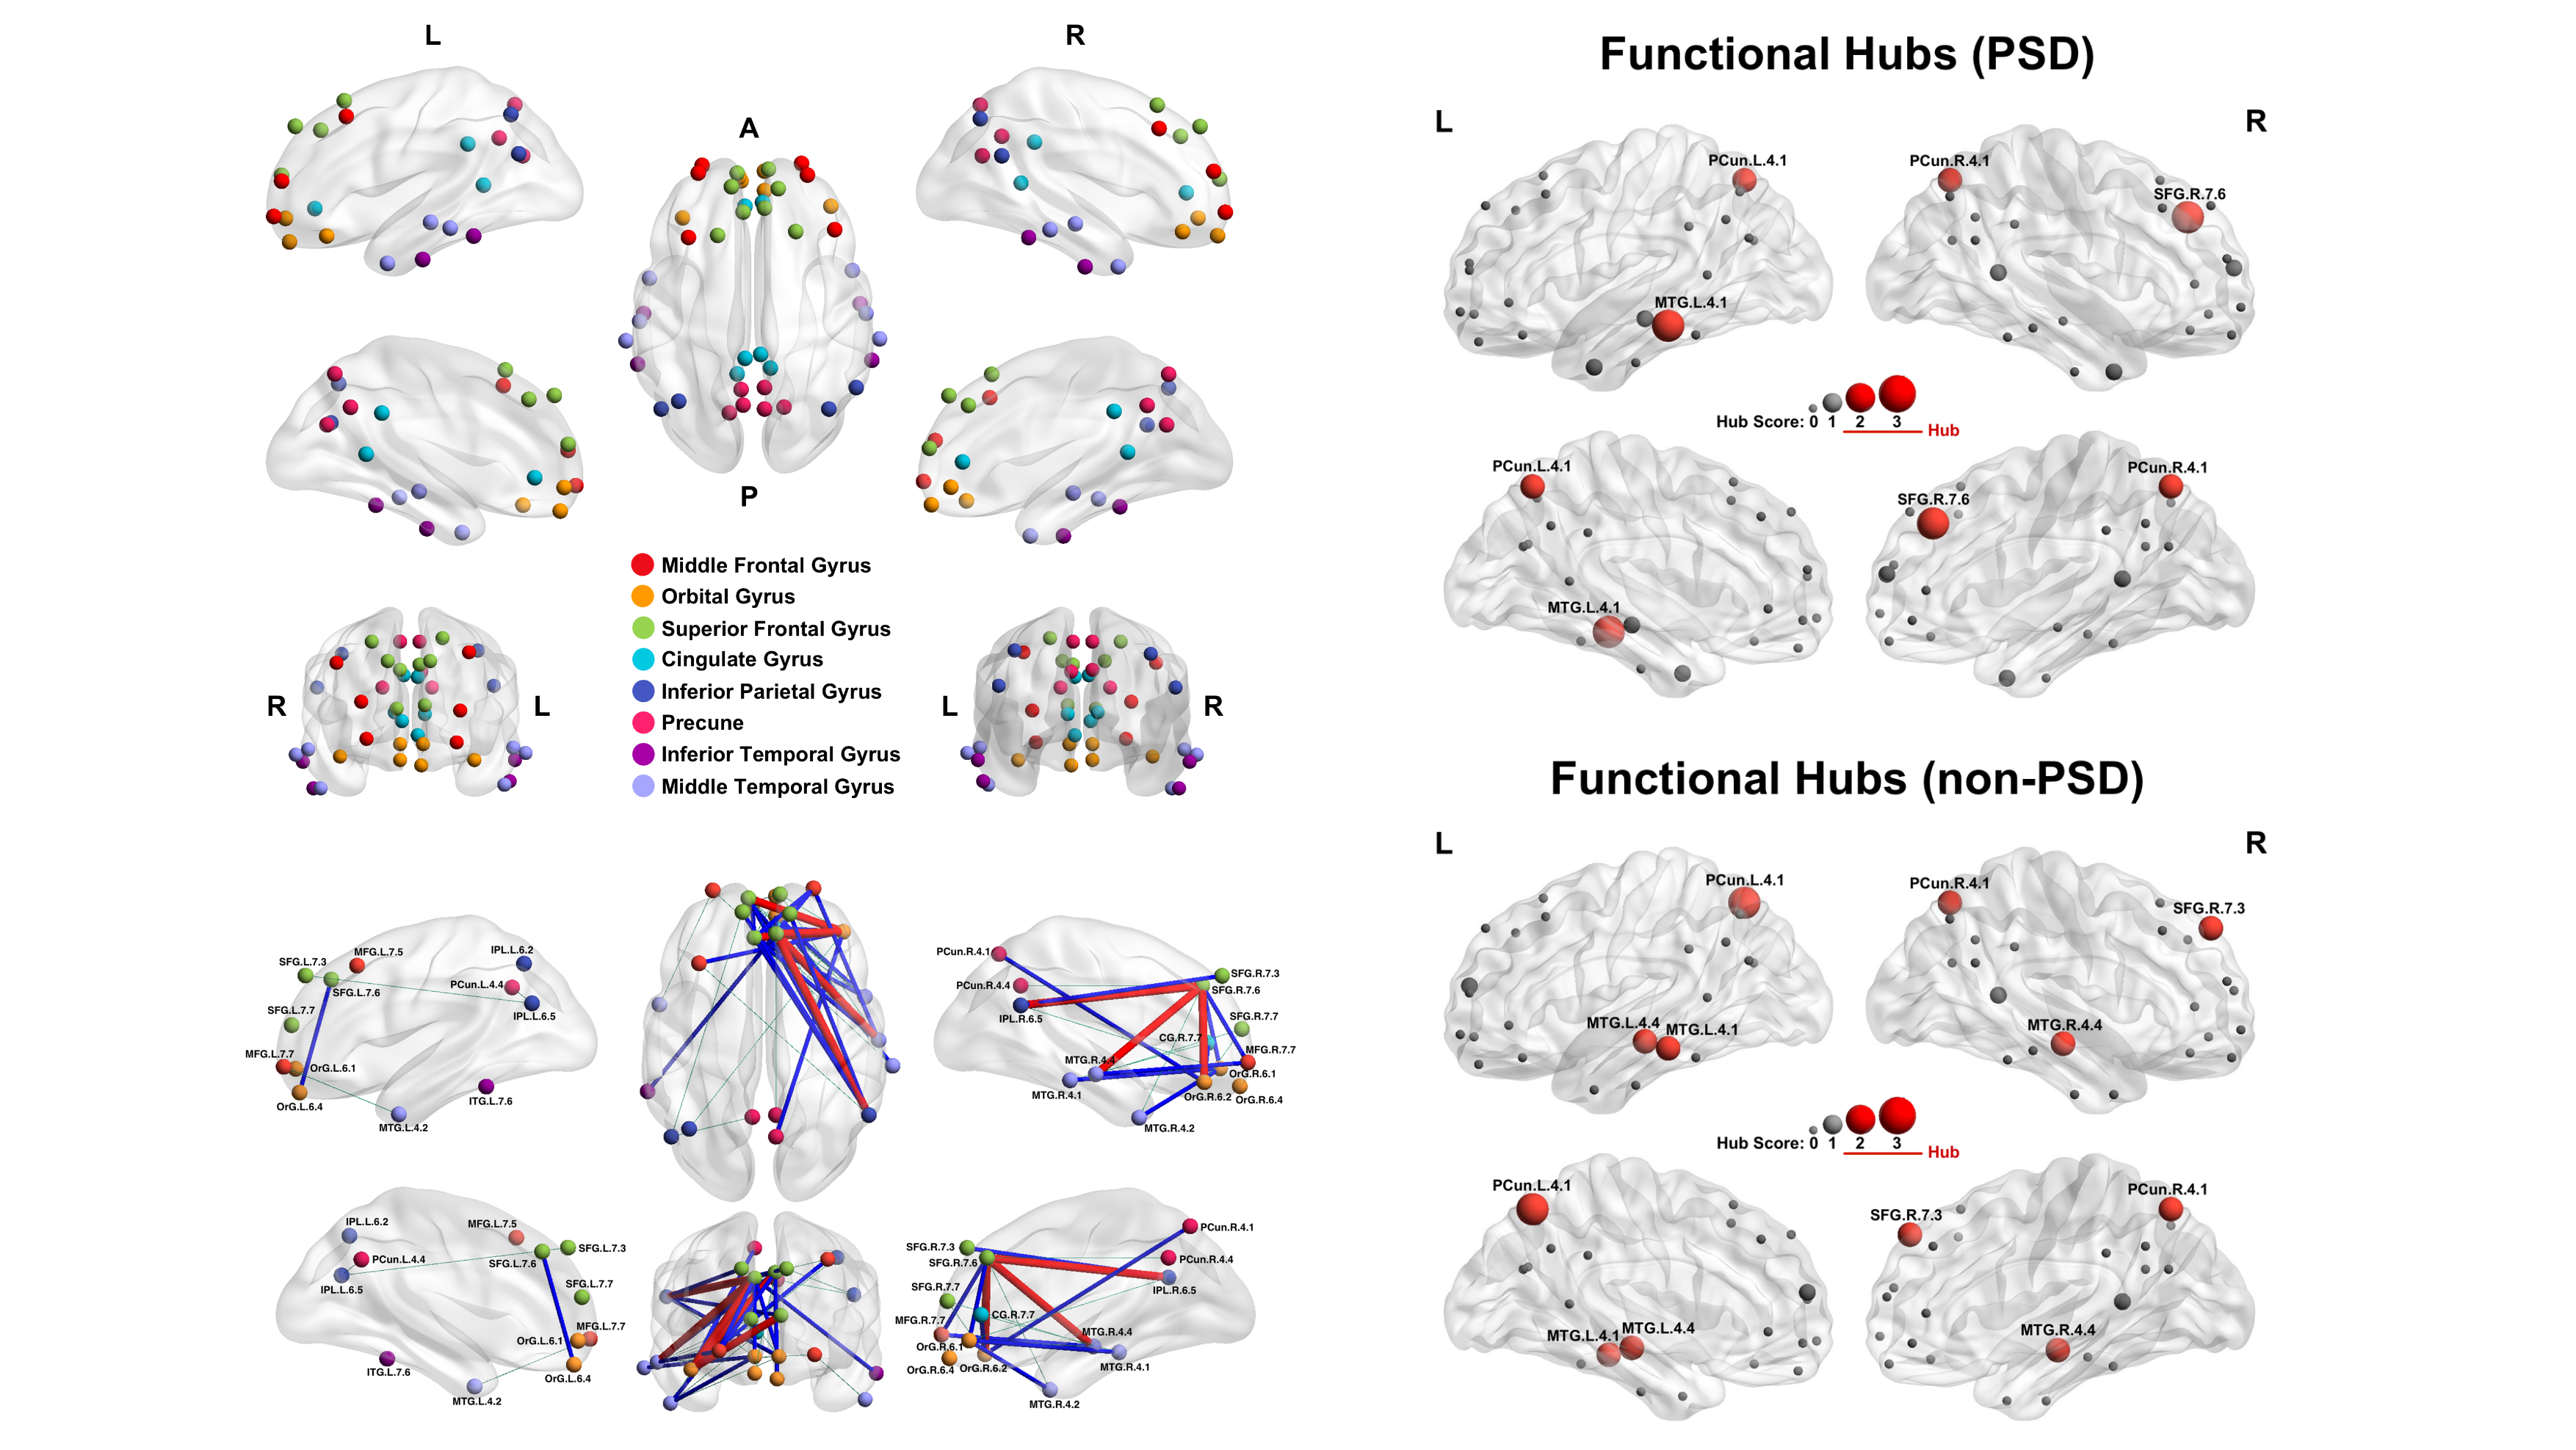 L
R
A
P
Middle Frontal Gyrus
Orbital Gyrus
Superior Frontal Gyrus
Cingulate Gyrus
Inferior Parietal Gyrus
Precune
Inferior Temporal Gyrus
Middle Temporal Gyrus
R
L
L
R
SFG.L.7.3
MFG.L.7.5
IPL.L.6.2
SFG.L.7.6
PCun.L.4.4
SFG.L.7.7
IPL.L.6.5
MFG.L.7.7
OrG.L.6.1
OrG.L.6.4
ITG.L.7.6
MTG.L.4.2
PCun.R.4.1
SFG.R.7.3
PCun.R.4.4
SFG.R.7.6
IPL.R.6.5
SFG.R.7.7
CG.R.7.7
MFG.R.7.7
MTG.R.4.4
OrG.R.6.1
MTG.R.4.1
OrG.R.6.2
OrG.R.6.4
MTG.R.4.2
IPL.L.6.2
MFG.L.7.5
PCun.L.4.4
SFG.L.7.3
SFG.L.7.6
IPL.L.6.5
SFG.L.7.7
MFG.L.7.7
OrG.L.6.1
ITG.L.7.6
OrG.L.6.4
MTG.L.4.2
PCun.R.4.1
SFG.R.7.3
SFG.R.7.6
PCun.R.4.4
SFG.R.7.7
IPL.R.6.5
CG.R.7.7
MFG.R.7.7
MTG.R.4.4
OrG.R.6.1
MTG.R.4.1
OrG.R.6.4
OrG.R.6.2
MTG.R.4.2
Functional Hubs (PSD)
L
R
PCun.L.4.1
PCun.R.4.1
SFG.R.7.6
MTG.L.4.1
Hub Score: 0 1 2 3
Hub
PCun.L.4.1
PCun.R.4.1
SFG.R.7.6
MTG.L.4.1
Functional Hubs (non-PSD)
L
R
PCun.L.4.1
PCun.R.4.1
SFG.R.7.3
MTG.L.4.4
MTG.L.4.1
MTG.R.4.4
Hub Score: 0 1 2 3
Hub
PCun.L.4.1
PCun.R.4.1
SFG.R.7.3
MTG.L.4.1
MTG.L.4.4
MTG.R.4.4